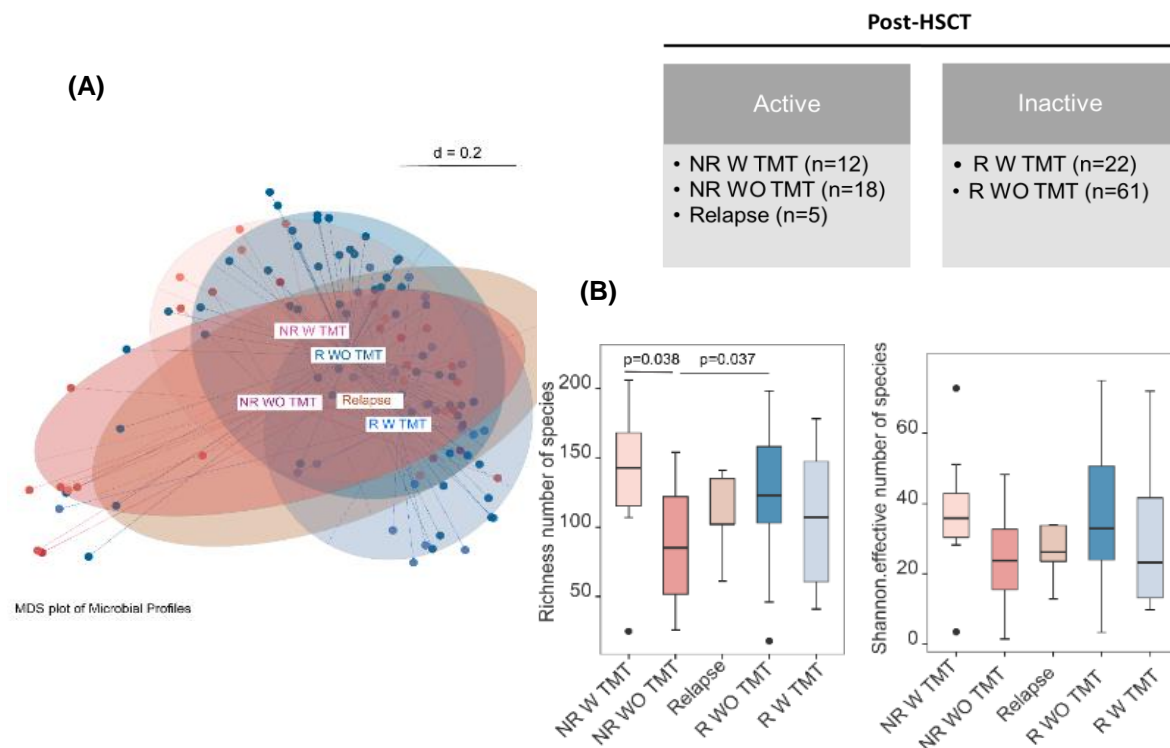 Post-HSCT
(A)
Active
Inactive
d = 0.2
• NR W TMT (n=12)
• NR WO TMT (n=18)
• Relapse (n=5)
• R W TMT (n=22)
• R WO TMT (n=61)
NR W TMT
R WO TMT
NR WO TMT
Relapse
R W TMT
MDS plot of Microbial Profiles
(B)
Richness number of species
200
150
100
50
p=0.038
p=0.037
NR W TMT
NR WO TMT
Relapse
R WO TMT
R W TMT
Shannon.effective number of species
60
40
20
0
NR W TMT
NR WO TMT
Relapse
R WO TMT
R W TMT